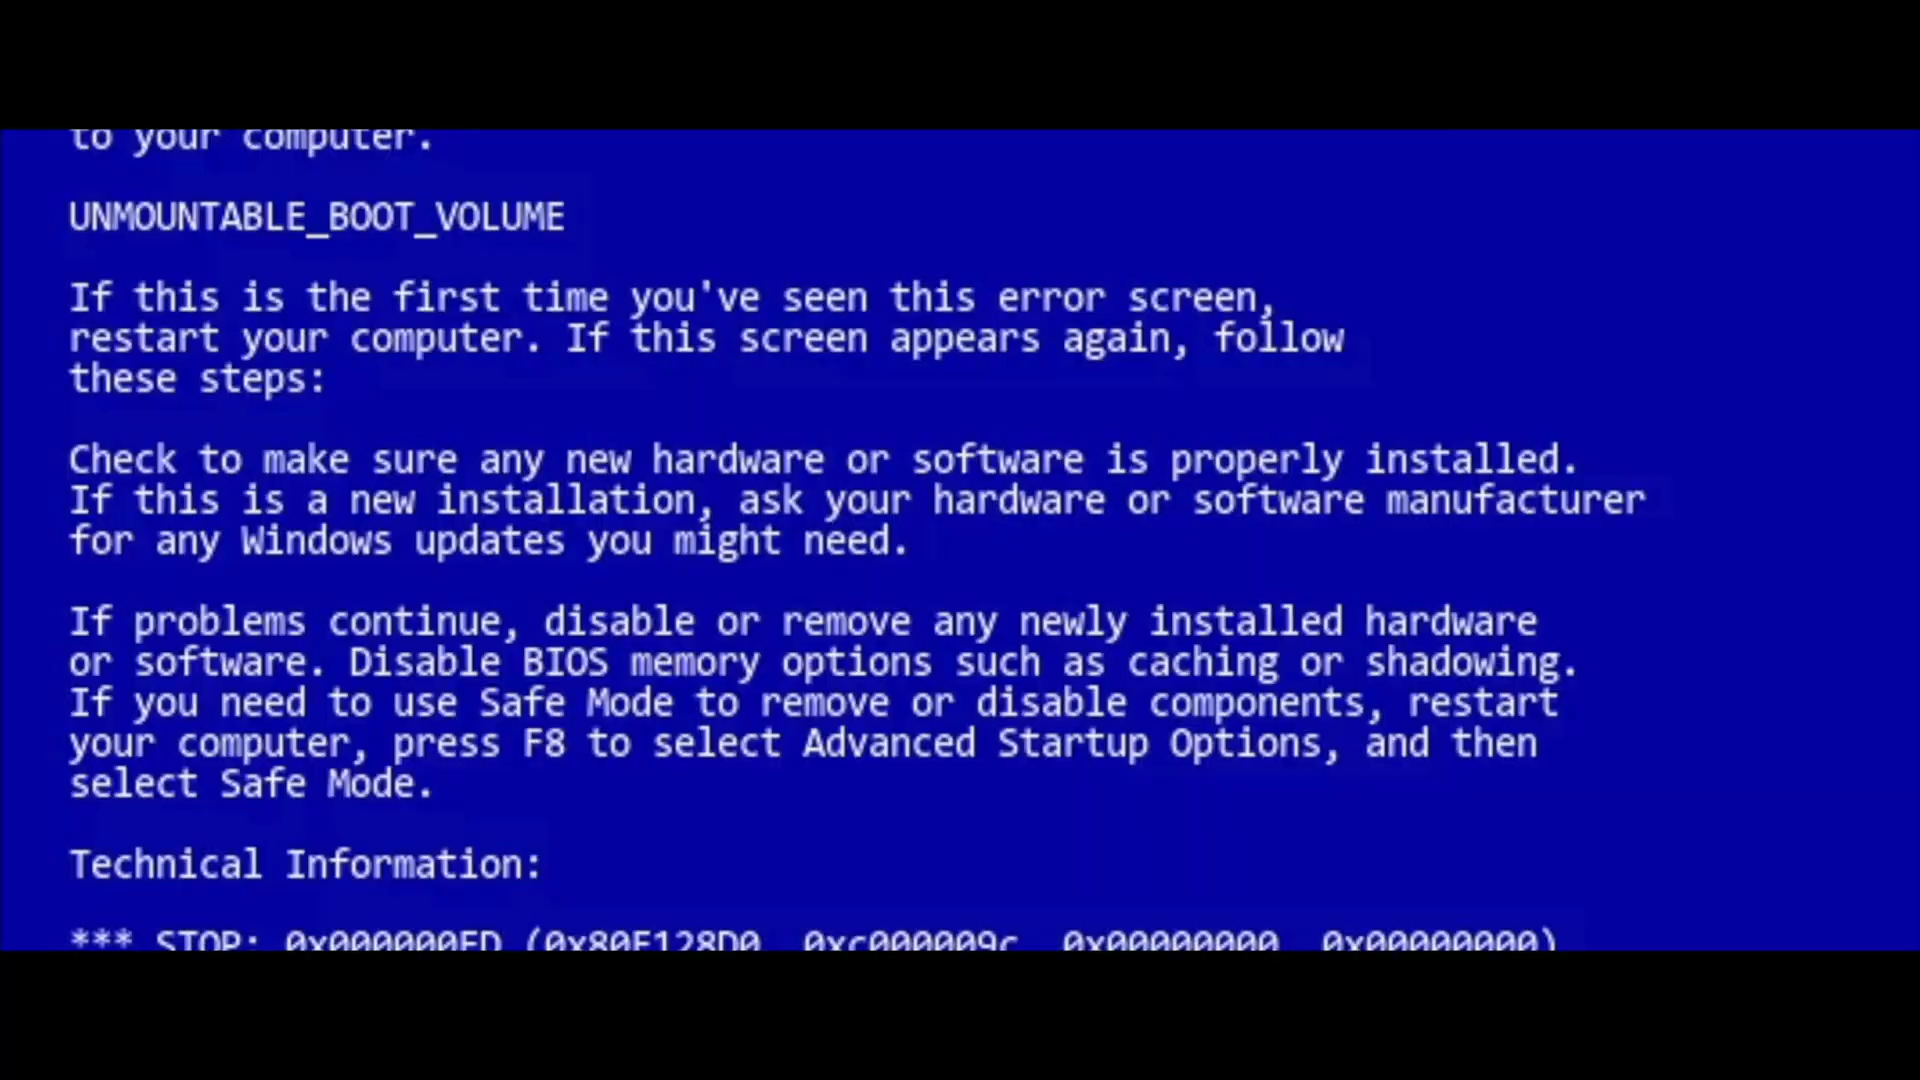 to your computer.
UNMOUNTABLE_BOOT_VOLUME
If this is the first time you've seen this error screen,
restart your computer. If this screen appears again, follow
these steps:
Check to make sure any new hardware or software is properly installed.
If this is a new installation, ask your hardware or software manufacturer
for any Windows updates you might need.
If problems continue, disable or remove any newly installed hardware
or software. Disable BIOS memory options such as caching or shadowing.
If you need to use Safe Mode to remove or disable components, restart
your computer, press F8 to select Advanced Startup Options, and then
select Safe Mode.
Technical Information:
*** STOP: 0x000000ED (0x80F128D0, 0xc000009c, 0x00000000, 0x00000000)